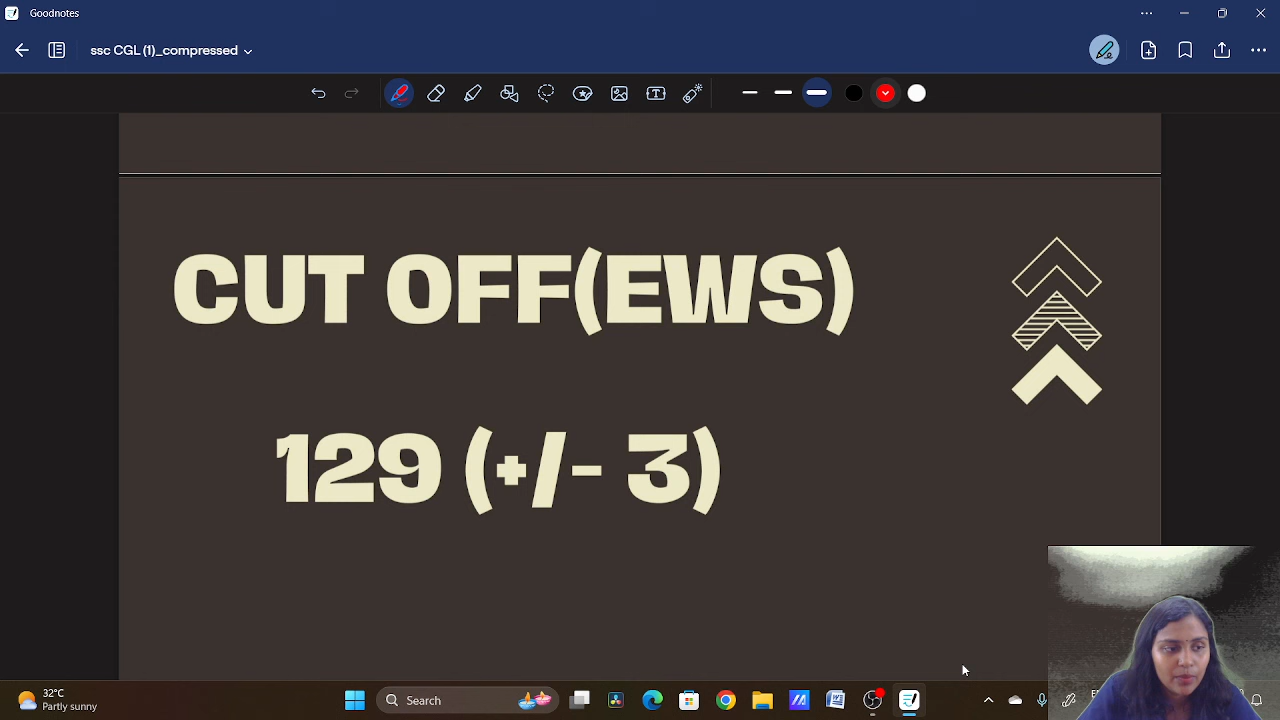 Goodnotes
ssc CGL (1)_compressed
CUT OFF(EWS)
129 (+/- 3)
32°C
Partly sunny
Search